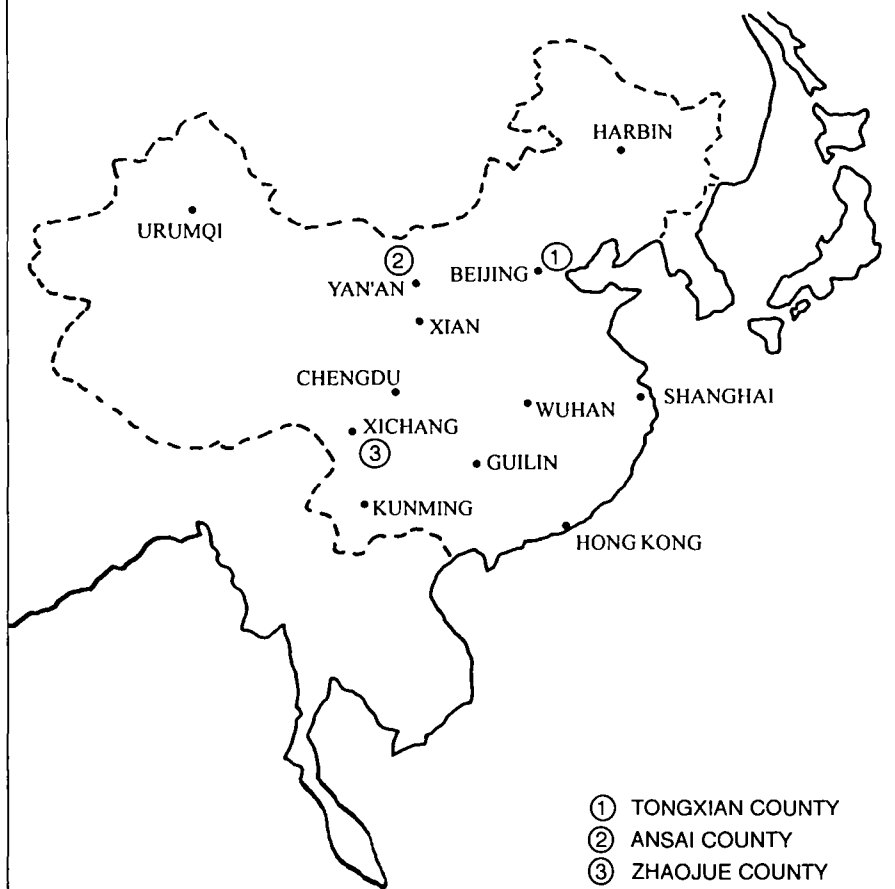 HARBIN
URUMQI
②
①
BEIJING
YAN'AN
XIAN
CHENGDU
SHANGHAI
WUHAN
XICHANG
③
GUILIN
KUNMING
HONG KONG
① TONGXIAN COUNTY
② ANSAI COUNTY
③ ZHAOJUE COUNTY